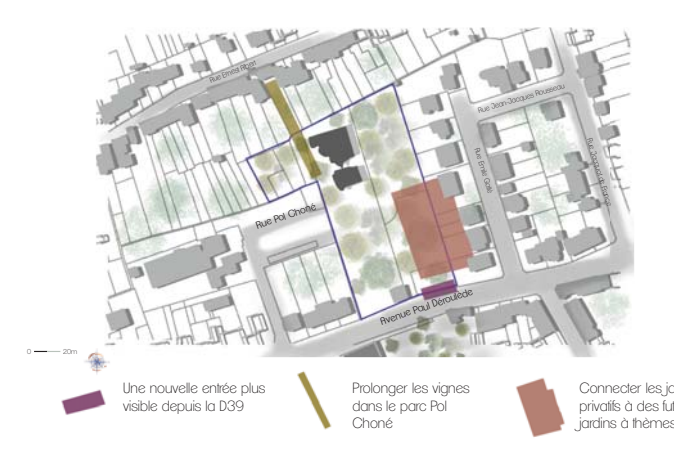 Rue Ernest Albert
Rue Jean-Jacques Rousseau
Rue Emile Gallé
Rue Pol Choné
Avenue Paul Déroulède
0 20m
Une nouvelle entrée plus
visible depuis la D39
Prolonger les vignes
dans le parc Pol
Choné
Connecter les
privatifs à des
jardins à thèmes